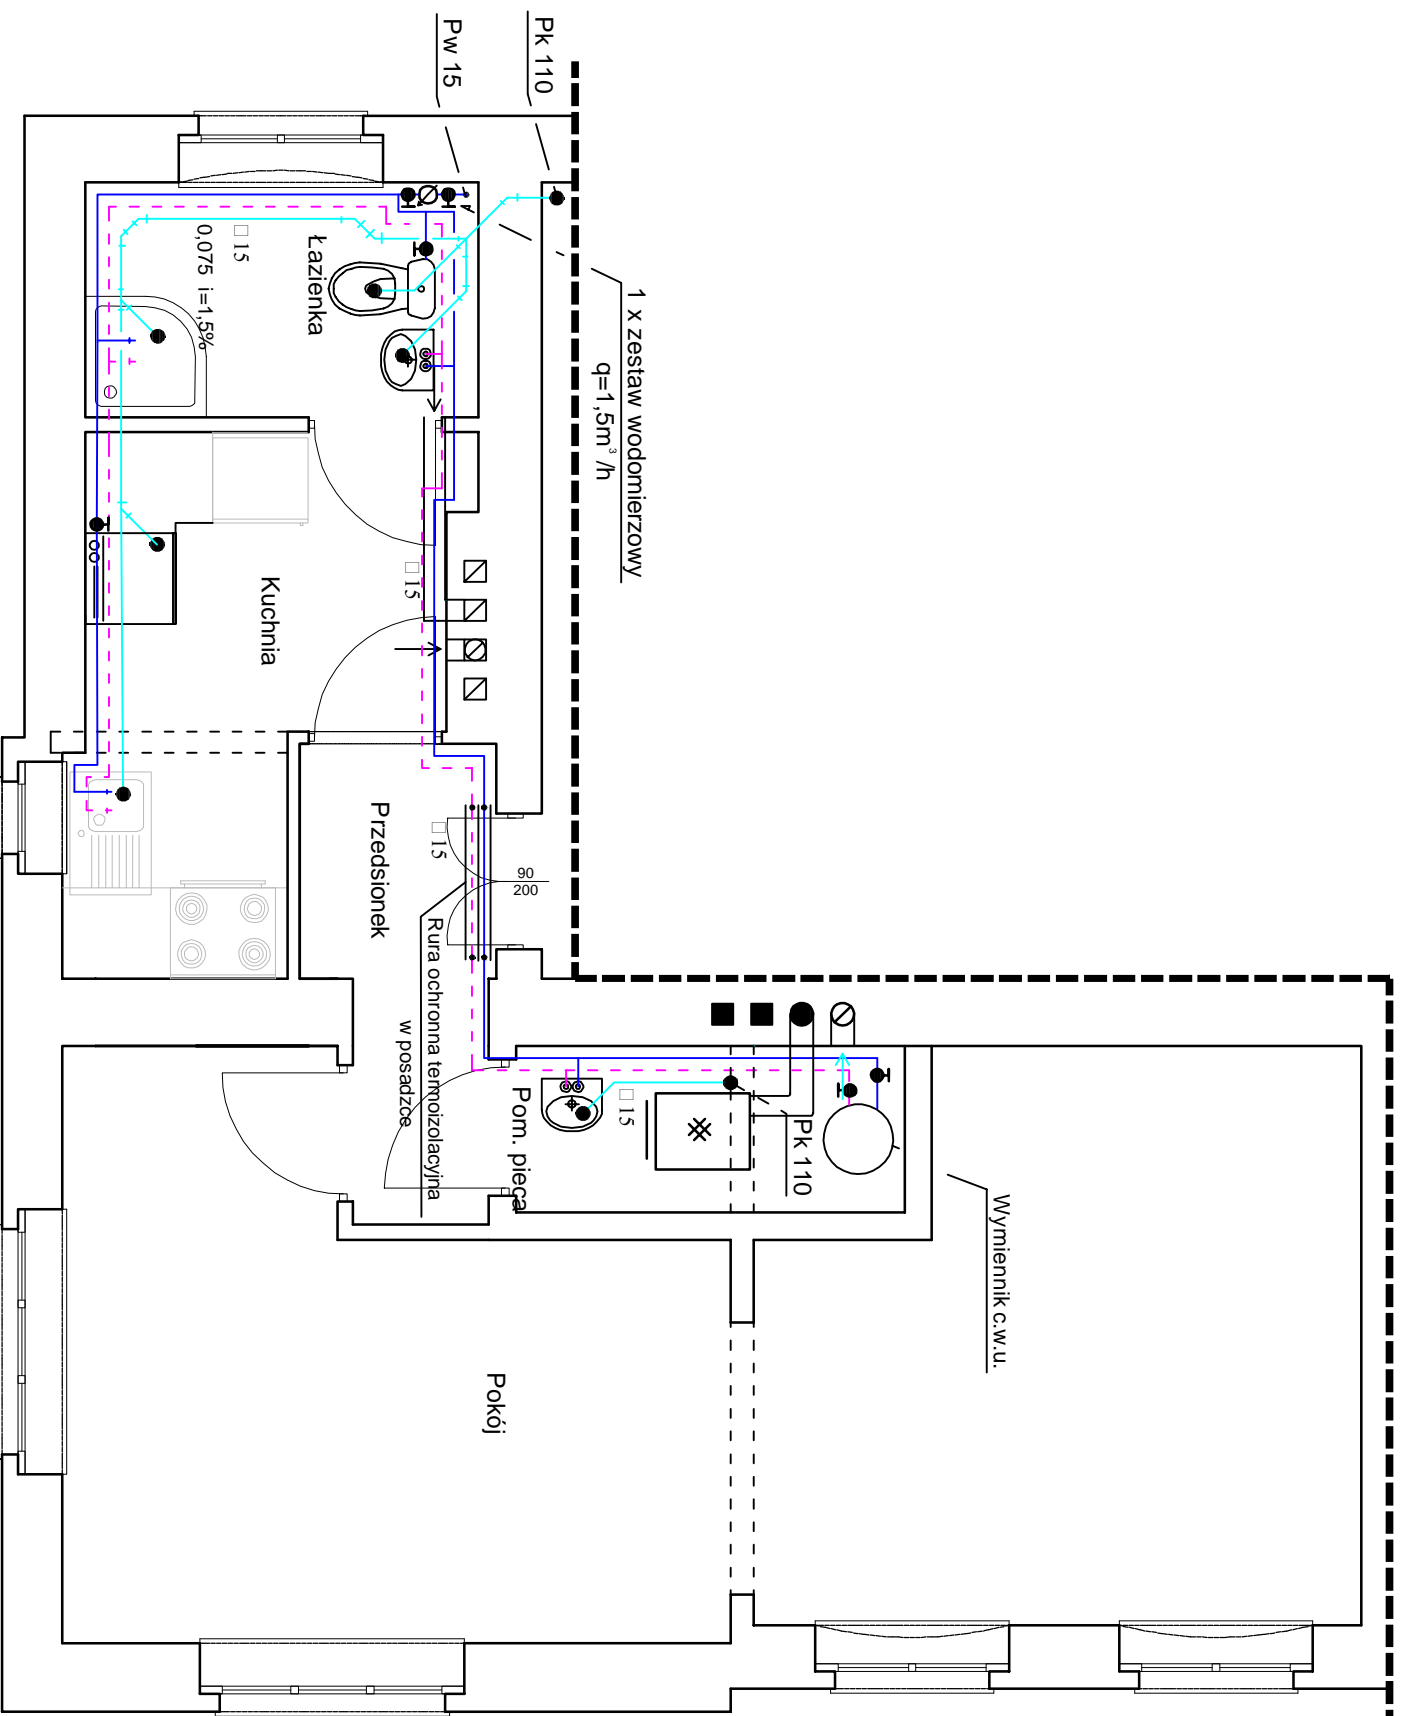 Pk 110
Pw 15
1 x zestaw wodomierzowy
q=1,5m³ /h
Łazienka
□ 15
0,075 i=1,5%
Kuchnia
□ 15
Przedsionek
□ 15
90
200
Rura ochronna termoizolacyjna
w posadzce
Pom. pieca
□ 15
Pk 110
Wymiennik c.w.u.
Pokój